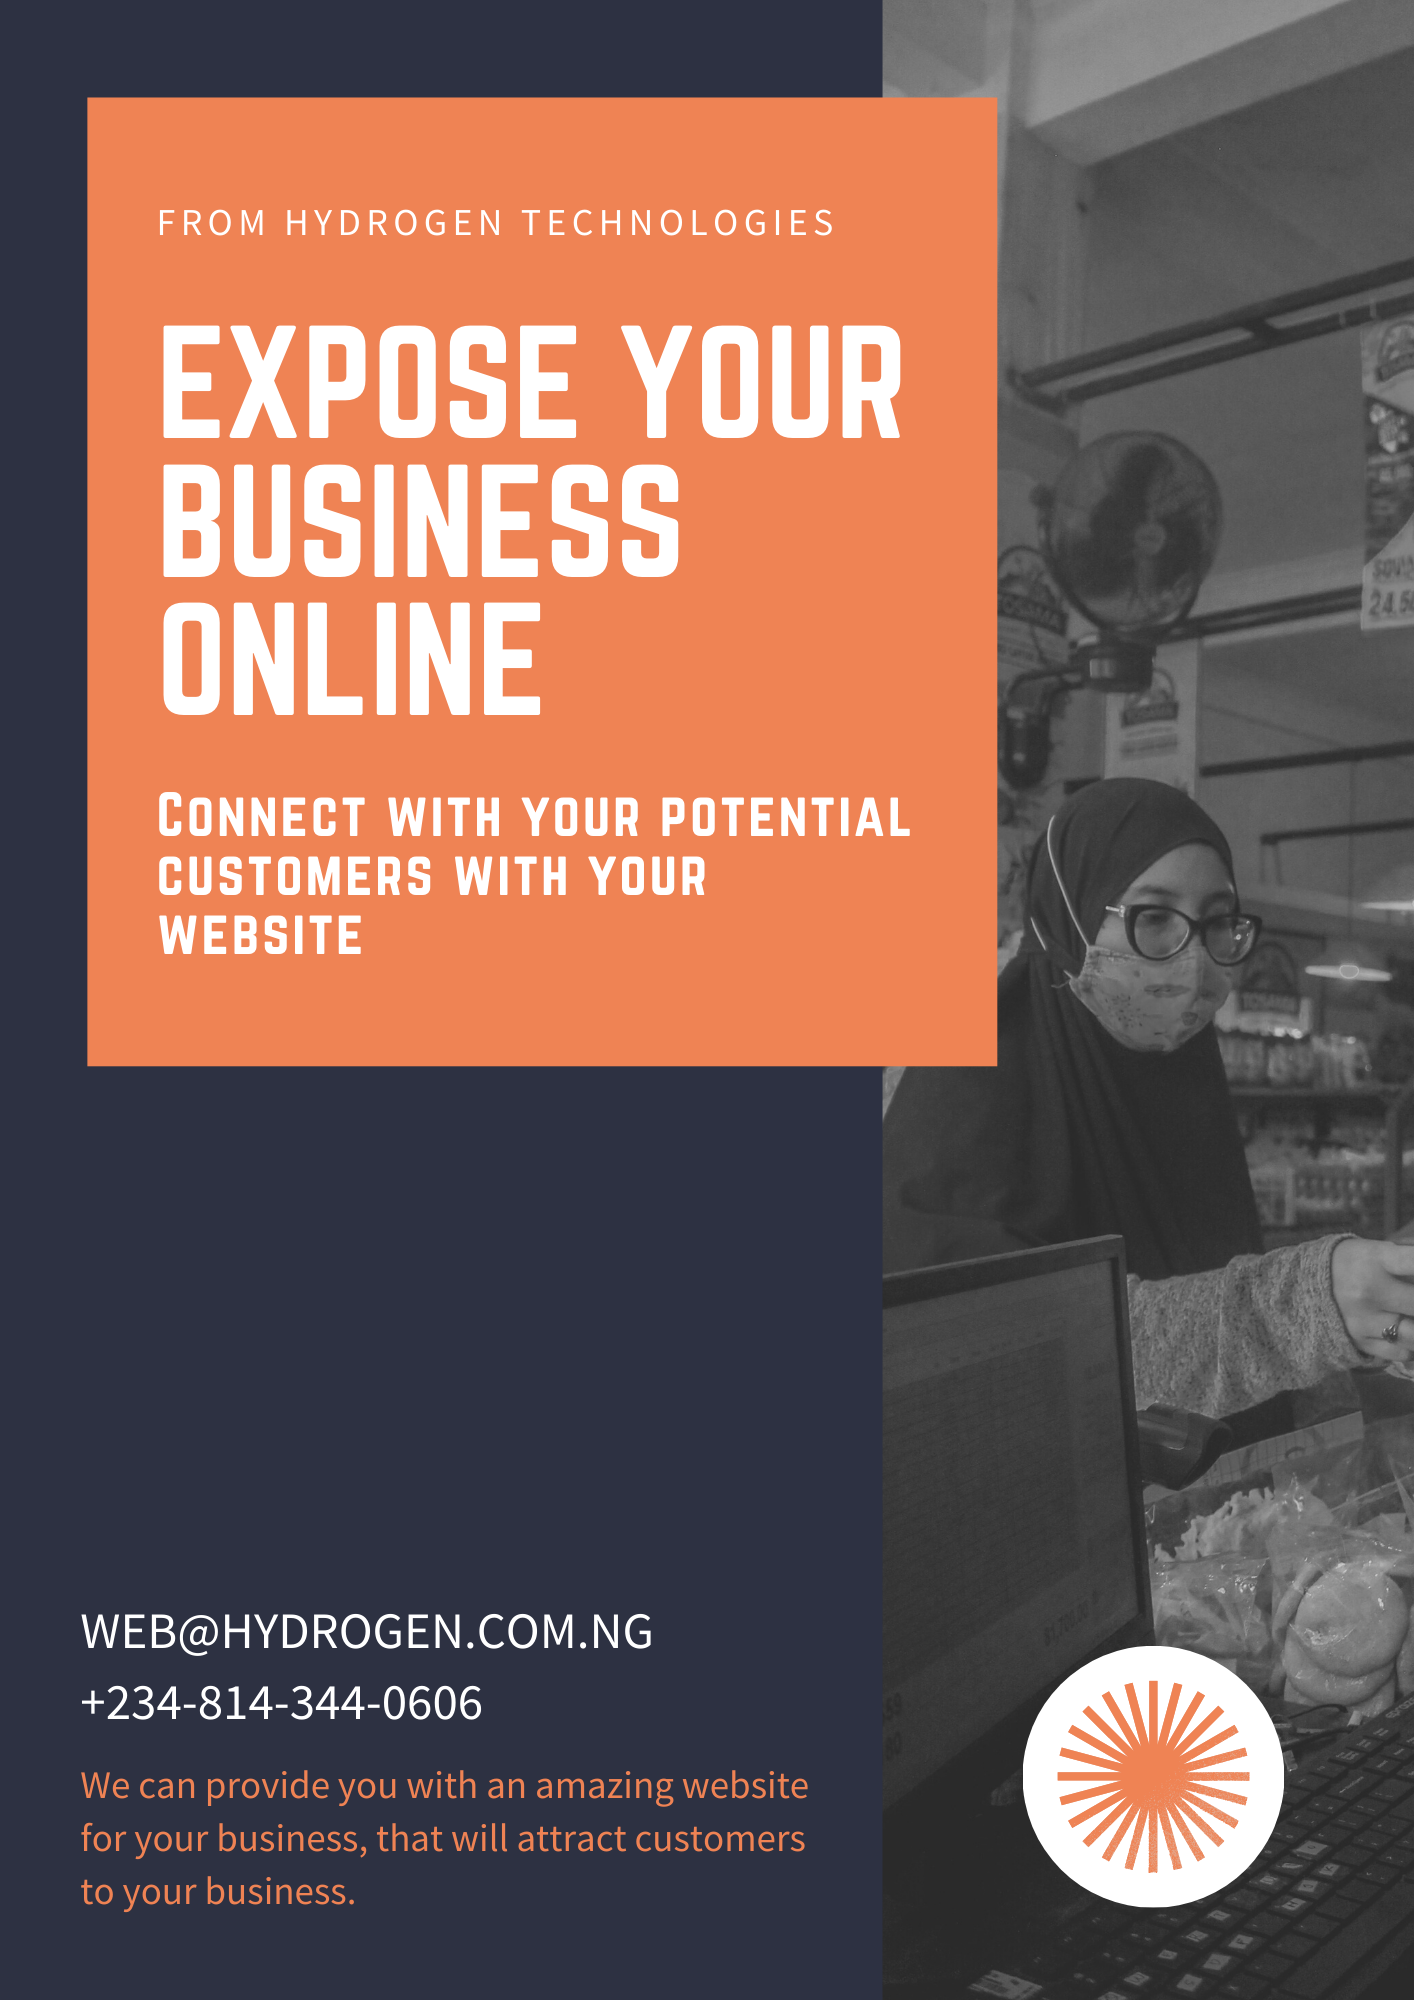 FROM HYDROGEN TECHNOLOGIES
EXPOSE YOUR
BUSINESS
ONLINE
Connect with your potential
customers with your
website
WEB@HYDROGEN.COM.NG
+234-814-344-0606
We can provide you with an amazing website
for your business, that will attract customers
to your business.